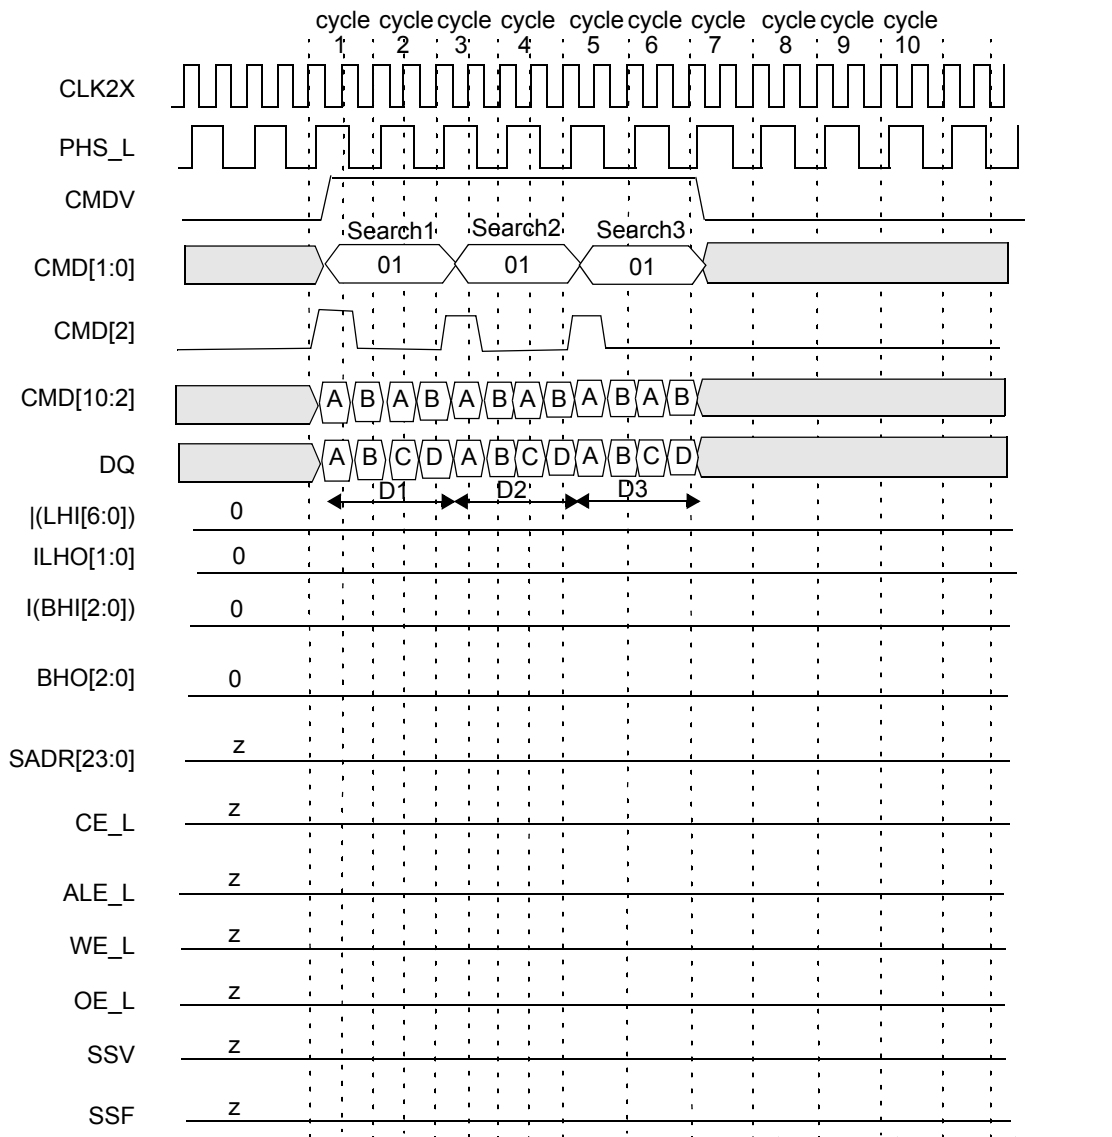 cycle cycle cycle cycle cycle cycle cycle cycle cycle cycle
1 2 3 4 5 6 7 8 9 10
CLK2X
PHS_L
CMDV
Search1 Search2 Search3
CMD[1:0] 01 01 01
CMD[2]
CMD[10:2] A B A B A B A B A B A B
DQ A B C D A B C D A B C D
D1 D2 D3
|(LHI[6:0]) 0
ILHO[1:0] 0
I(BHI[2:0]) 0
BHO[2:0] 0
SADR[23:0] z
CE_L z
ALE_L z
WE_L z
OE_L z
SSV z
SSF z